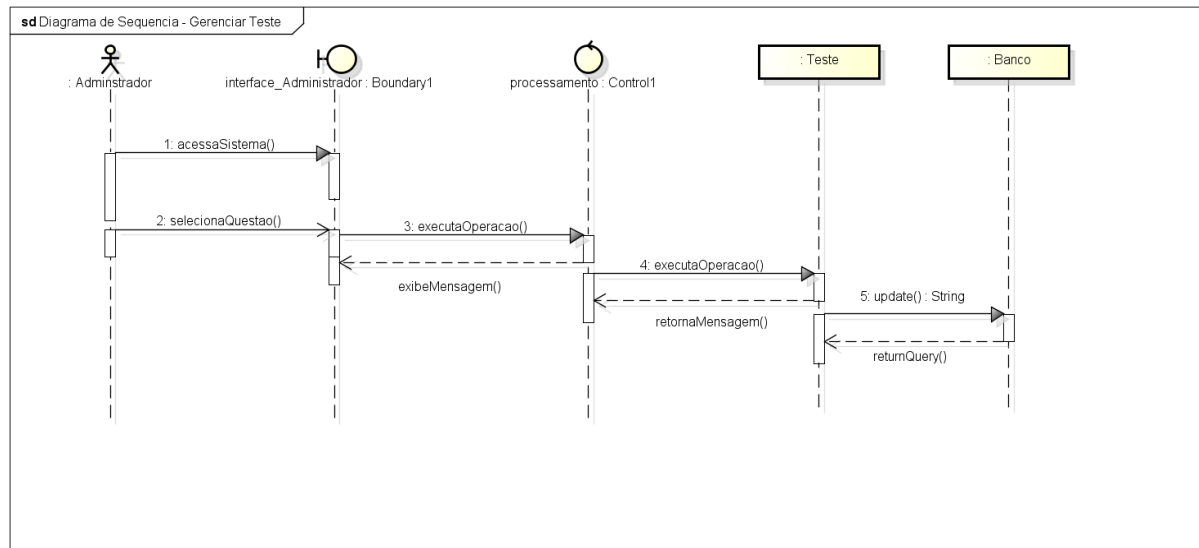 sd Diagrama de Sequencia - Gerenciar Teste
: Adminstrador
interface_Administrador : Boundary1
processamento : Control1
: Teste
: Banco
1: acessaSistema()
2: selecionaQuestao()
3: executaOperacao()
exibeMensagem()
4: executaOperacao()
retornaMensagem()
5: update() : String
returnQuery()